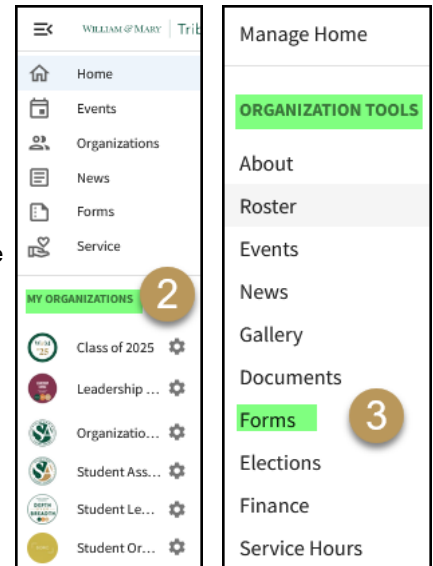 WILLIAM & MARY | Trib
Home
Events
Organizations
News
Forms
Service
e
MY ORGANIZATIONS 2
Class of 2025
Leadership ...
Organizatio...
Student Ass...
Student Le...
DEPTH
BREADTH
Student Or...
Manage Home
ORGANIZATION TOOLS
About
Roster
Events
News
Gallery
Documents
Forms 3
Elections
Finance
Service Hours